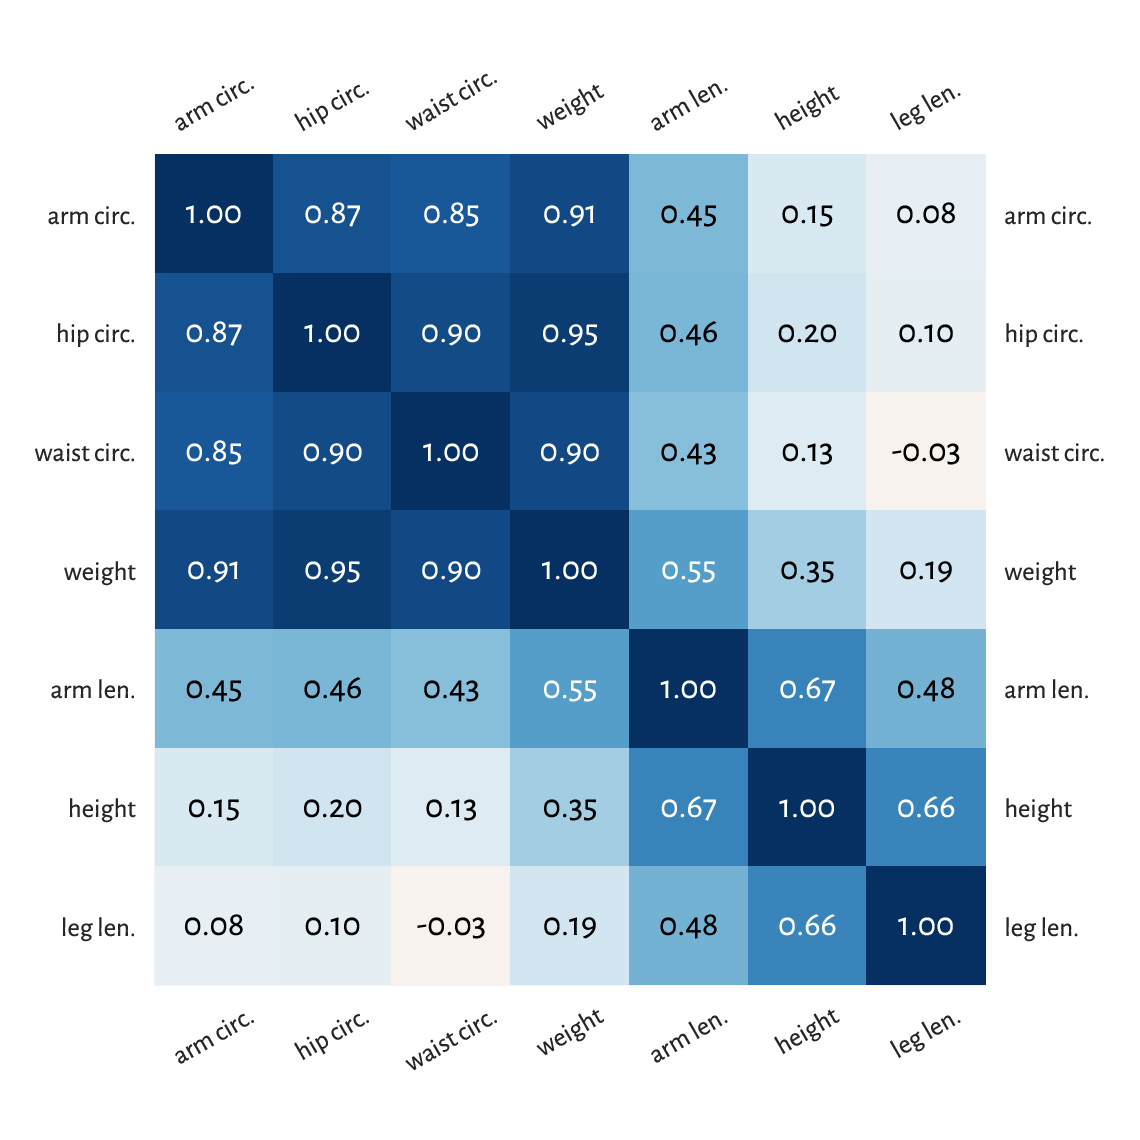 arm circ. hip circ. waist circ. weight arm len. height leg len.
arm circ. 1.00 0.87 0.85 0.91 0.45 0.15 0.08 arm circ.
hip circ. 0.87 1.00 0.90 0.95 0.46 0.20 0.10 hip circ.
waist circ. 0.85 0.90 1.00 0.90 0.43 0.13 -0.03 waist circ.
weight 0.91 0.95 0.90 1.00 0.55 0.35 0.19 weight
arm len. 0.45 0.46 0.43 0.55 1.00 0.67 0.48 arm len.
height 0.15 0.20 0.13 0.35 0.67 1.00 0.66 height
leg len. 0.08 0.10 -0.03 0.19 0.48 0.66 1.00 leg len.
arm circ. hip circ. waist circ. weight arm len. height leg len.